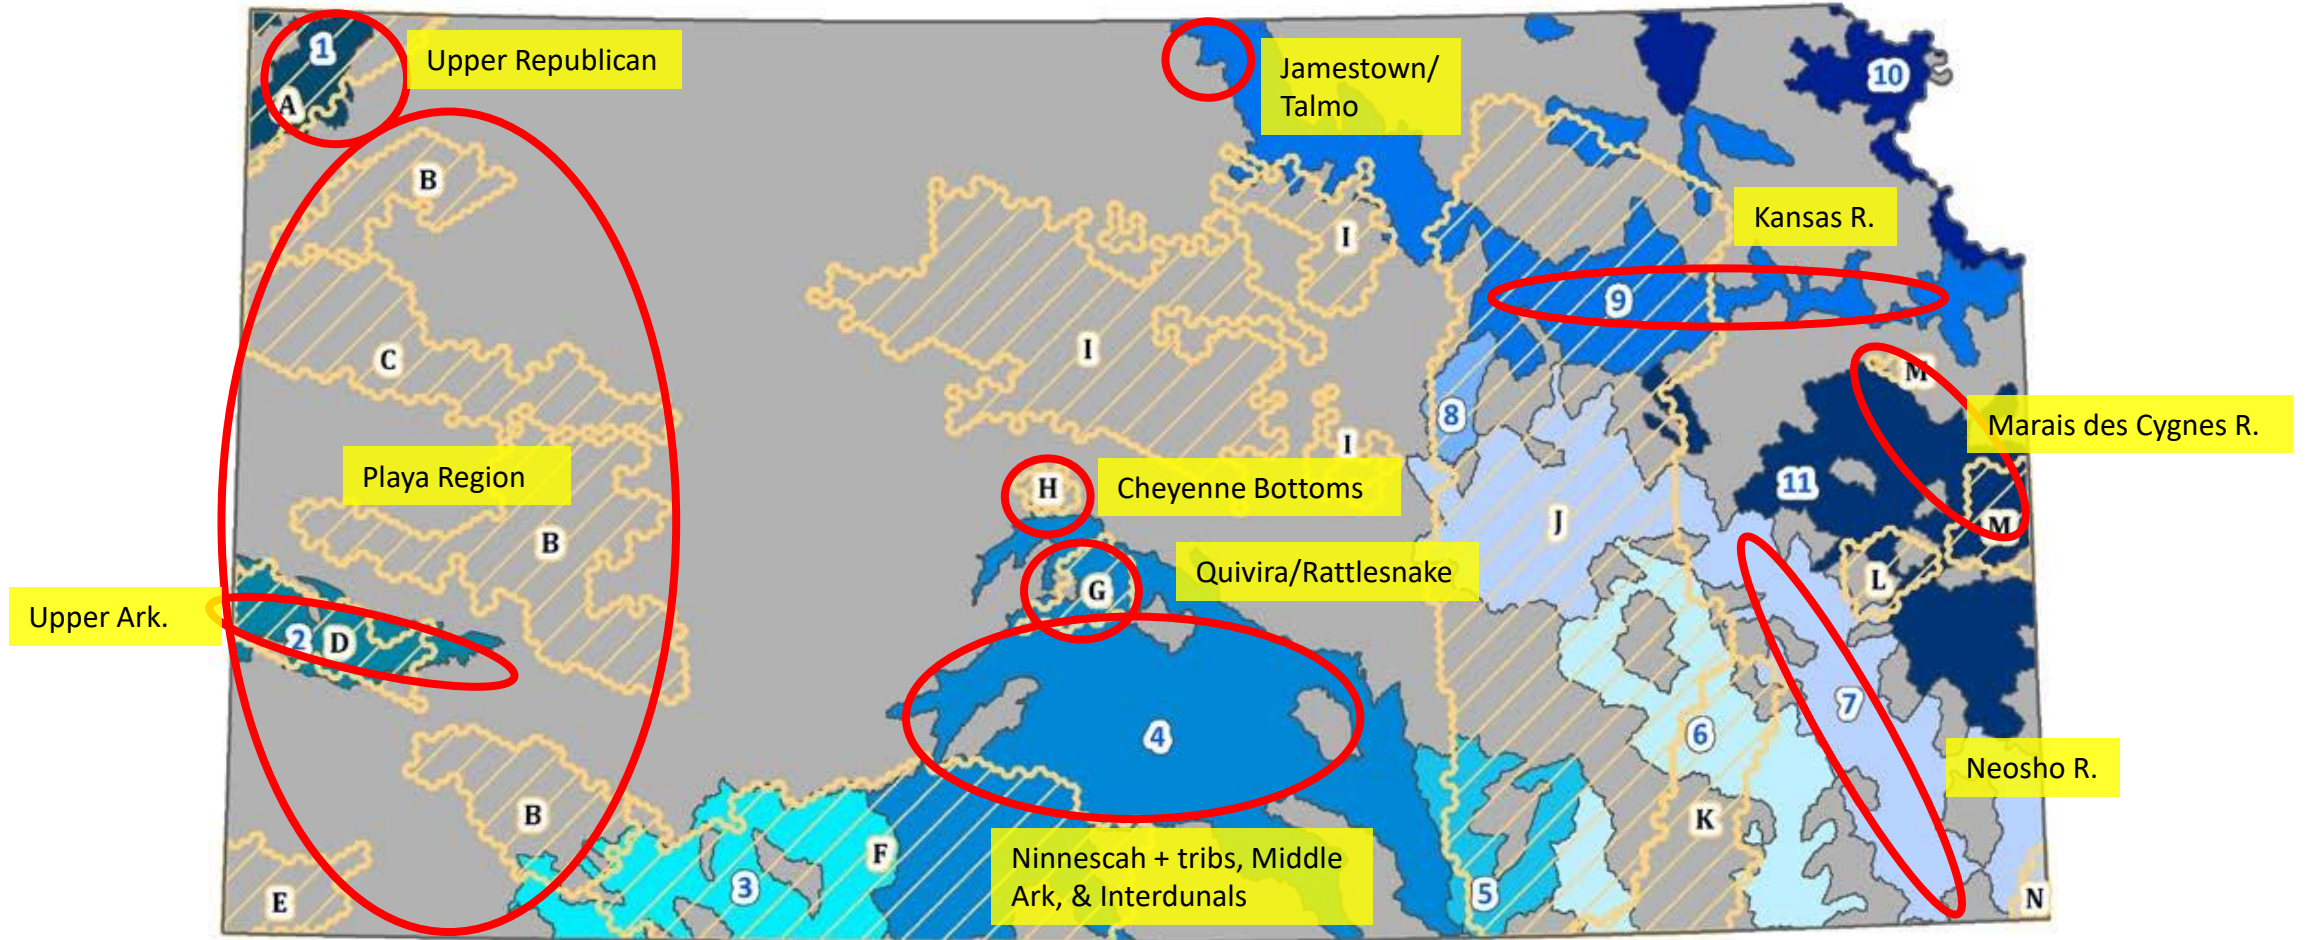 1
Upper Republican
Jamestown/
Talmo
10
A
B
Kansas R.
I
9
C
I
M
8
I
Marais des Cygnes R.
Playa Region
H
Cheyenne Bottoms
11
J
M
B
Quivira/Rattlesnake
G
L
Upper Ark.
2
D
7
4
6
Neosho R.
B
K
F
Ninnescah + tribs, Middle
Ark, & Interdunals
3
5
E
N